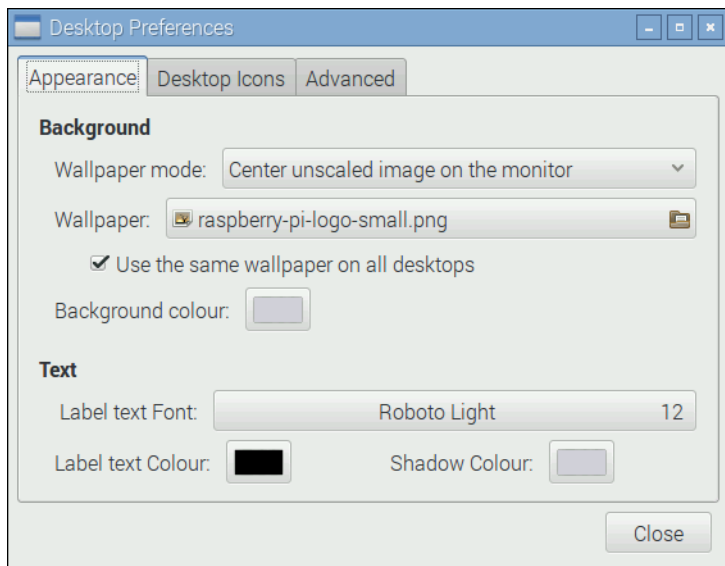 Desktop Preferences
Appearance Desktop Icons Advanced
Background
Wallpaper mode: Center unscaled image on the monitor
Wallpaper: raspberry-pi-logo-small.png
Use the same wallpaper on all desktops
Background colour:
Text
Label text Font: Roboto Light 12
Label text Colour: Shadow Colour:
Close